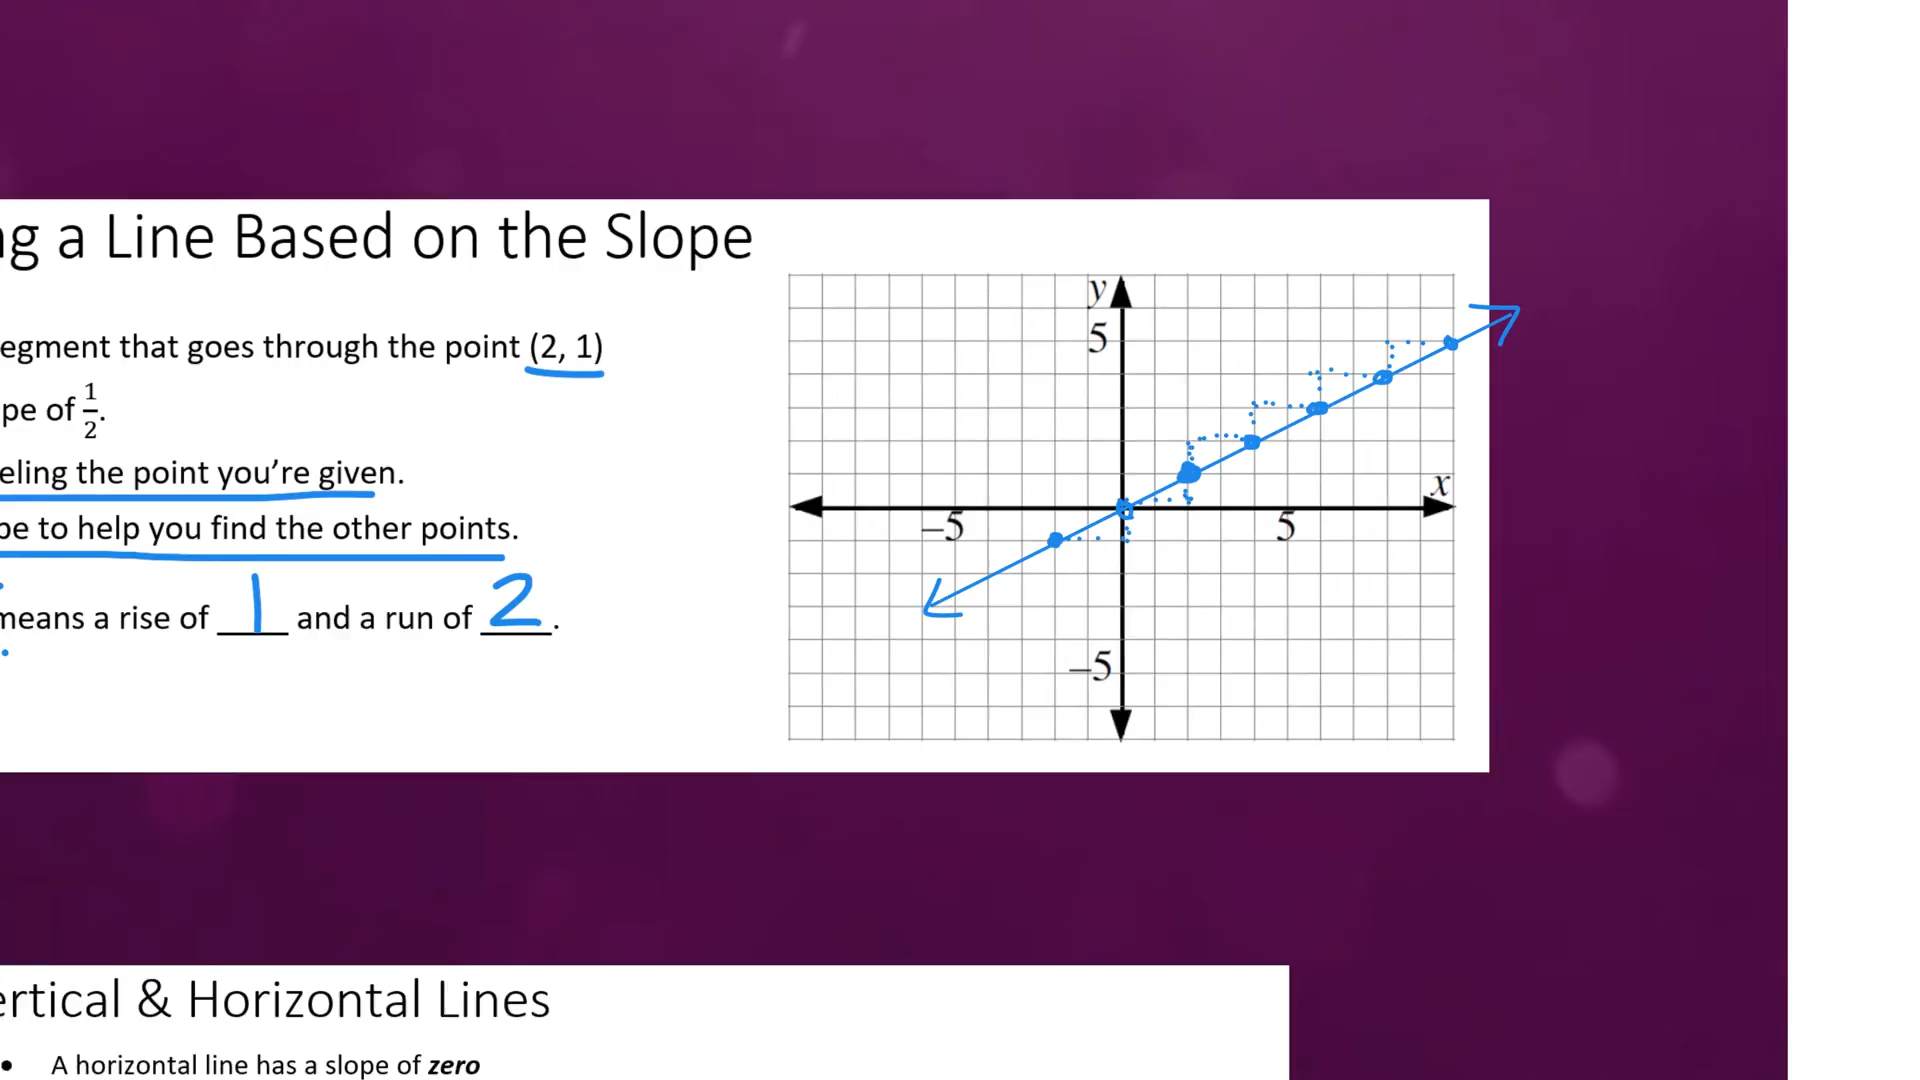 ng a Line Based on the Slope
egment that goes through the point (2, 1)
pe of 1/2.
eling the point you're given.
pe to help you find the other points.
means a rise of 1 and a run of 2.
y
5
x
–5
5
–5
ertical & Horizontal Lines
• A horizontal line has a slope of zero